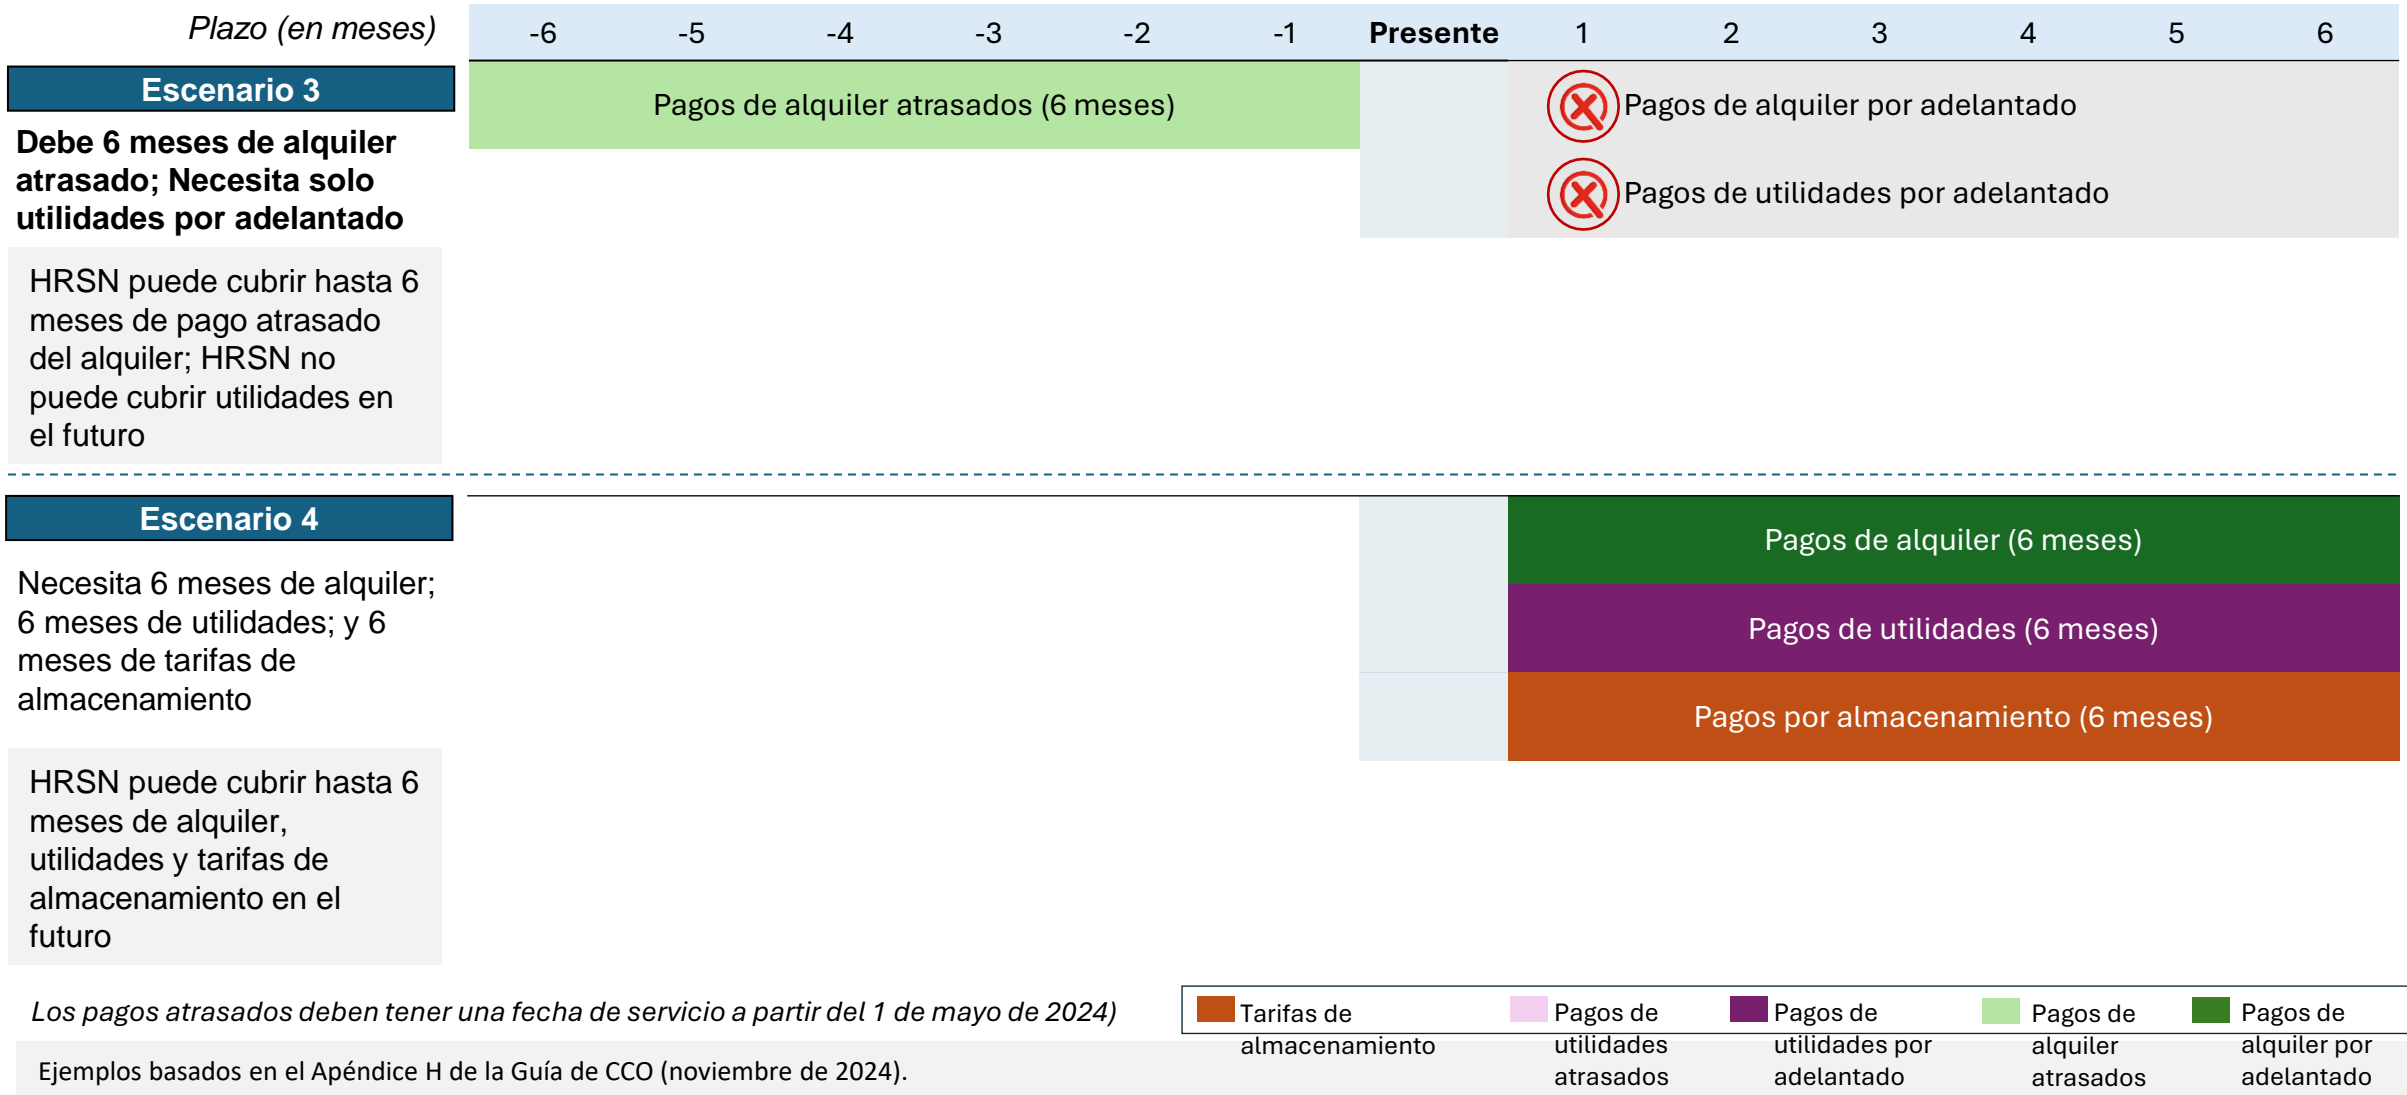 Plazo (en meses)
-6 -5 -4 -3 -2 -1 Presente 1 2 3 4 5 6
Escenario 3
Debe 6 meses de alquiler
atrasado; Necesita solo
utilidades por adelantado
HRSN puede cubrir hasta 6
meses de pago atrasado
del alquiler; HRSN no
puede cubrir utilidades en
el futuro
Pagos de alquiler atrasados (6 meses)
Pagos de alquiler por adelantado
Pagos de utilidades por adelantado
Escenario 4
Necesita 6 meses de alquiler;
6 meses de utilidades; y 6
meses de tarifas de
almacenamiento
HRSN puede cubrir hasta 6
meses de alquiler,
utilidades y tarifas de
almacenamiento en el
futuro
Pagos de alquiler (6 meses)
Pagos de utilidades (6 meses)
Pagos por almacenamiento (6 meses)
Los pagos atrasados deben tener una fecha de servicio a partir del 1 de mayo de 2024)
Ejemplos basados en el Apéndice H de la Guía de CCO (noviembre de 2024).
Tarifas de
almacenamiento
Pagos de
utilidades
atrasados
Pagos de
utilidades por
adelantado
Pagos de
alquiler
atrasados
Pagos de
alquiler por
adelantado